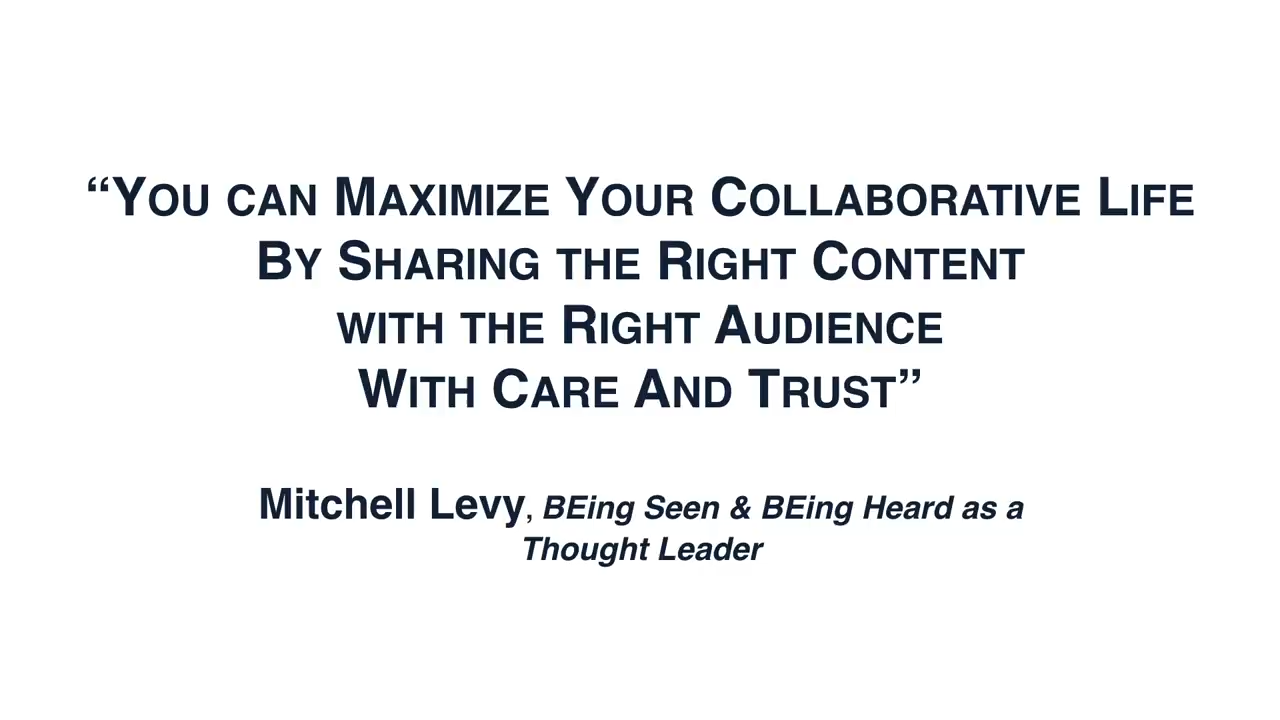 “You can Maximize Your Collaborative Life
By Sharing the Right Content
with the Right Audience
With Care And Trust”
Mitchell Levy, BEing Seen & BEing Heard as a
Thought Leader